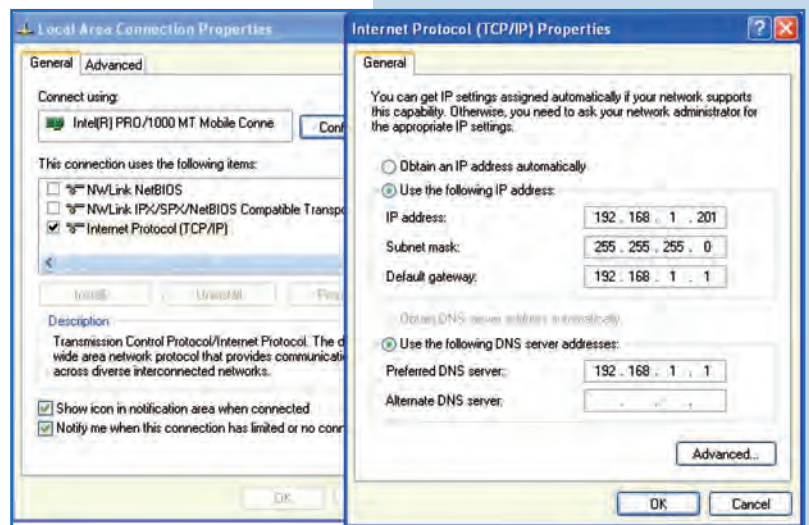 Local Area Connection Properties
General Advanced
Connect using:
Intel(R) PRO/1000 MT Mobile Conne
Conf
This connection uses the following items:
NWLink NetBIOS
NWLink IPX/SPX/NetBIOS Compatible Transpo
Internet Protocol (TCP/IP)
Install Uninstall
Description
Transmission Control Protocol/Internet Protocol. The d
wide area network protocol that provides communicati
across diverse interconnected networks.
Show icon in notification area when connected
Notify me when this connection has limited or no conn
OK
Internet Protocol (TCP/IP) Properties
General
You can get IP settings assigned automatically if your network supports
this capability. Otherwise, you need to ask your network administrator for
the appropriate IP settings.
Obtain an IP address automatically
Use the following IP address:
IP address: 192 . 168 . 1 . 201
Subnet mask: 255 . 255 . 255 . 0
Default gateway: 192 . 168 . 1 . 1
Obtain DNS server address automatically
Use the following DNS server addresses:
Preferred DNS server: 192 . 168 . 1 . 1
Alternate DNS server: . . .
Advanced...
OK Cancel